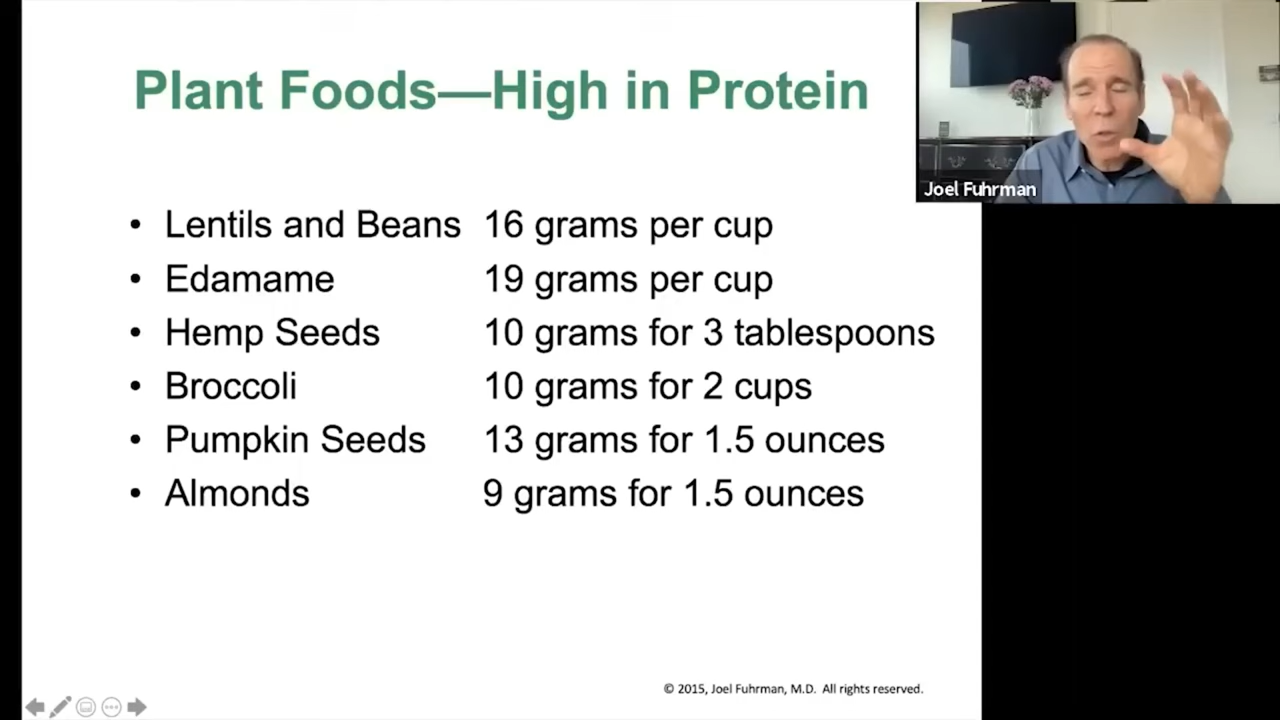 Plant Foods—High in Protein
Joel Fuhrman
• Lentils and Beans 16 grams per cup
• Edamame 19 grams per cup
• Hemp Seeds 10 grams for 3 tablespoons
• Broccoli 10 grams for 2 cups
• Pumpkin Seeds 13 grams for 1.5 ounces
• Almonds 9 grams for 1.5 ounces
© 2015, Joel Fuhrman, M.D. All rights reserved.